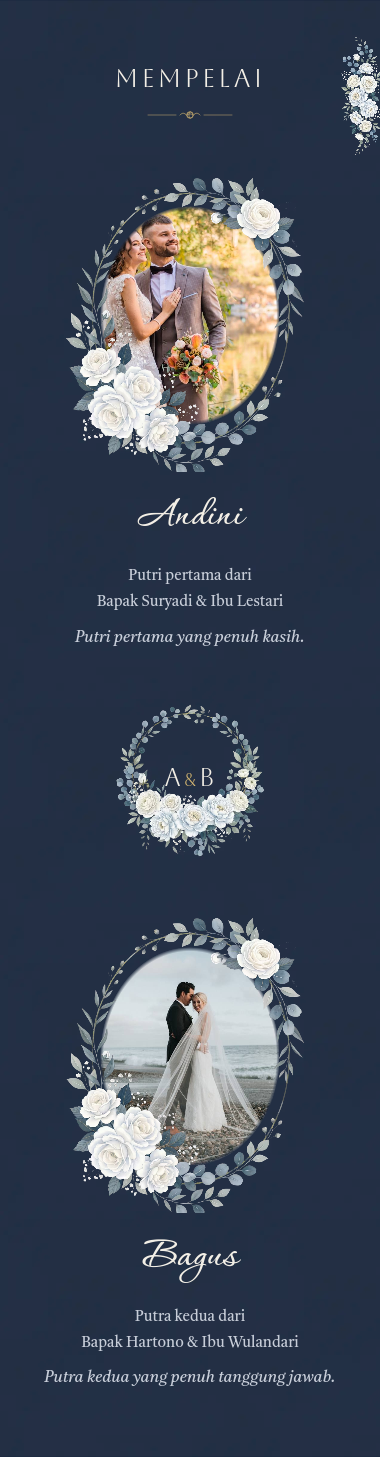 MEMPELAI
Andini
Putri pertama dari
Bapak Suryadi & Ibu Lestari
Putri pertama yang penuh kasih.
A&B
Bagus
Putra kedua dari
Bapak Hartono & Ibu Wulandari
Putra kedua yang penuh tanggung jawab.